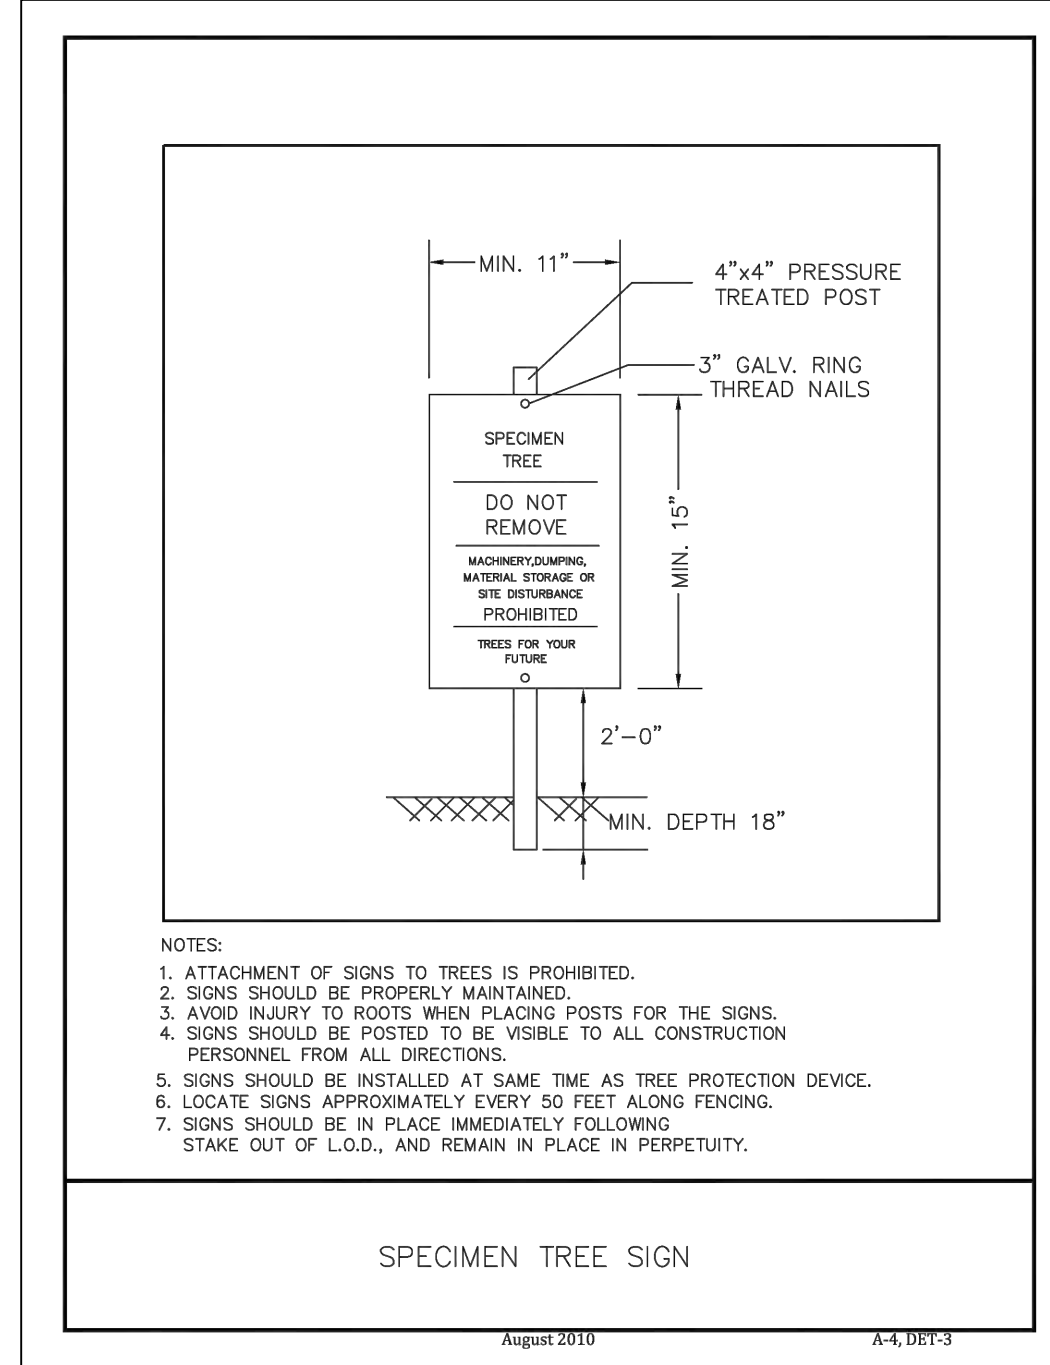 MIN. 11"
4"x4" PRESSURE
TREATED POST
3" GALV. RING
THREAD NAILS
SPECIMEN
TREE
DO NOT
REMOVE
MACHINERY,DUMPING,
MATERIAL STORAGE OR
SITE DISTURBANCE
PROHIBITED
TREES FOR YOUR
FUTURE
MIN. 15"
2'-0"
MIN. DEPTH 18"
NOTES:
1. ATTACHMENT OF SIGNS TO TREES IS PROHIBITED.
2. SIGNS SHOULD BE PROPERLY MAINTAINED.
3. AVOID INJURY TO ROOTS WHEN PLACING POSTS FOR THE SIGNS.
4. SIGNS SHOULD BE POSTED TO BE VISIBLE TO ALL CONSTRUCTION
PERSONNEL FROM ALL DIRECTIONS.
5. SIGNS SHOULD BE INSTALLED AT SAME TIME AS TREE PROTECTION DEVICE.
6. LOCATE SIGNS APPROXIMATELY EVERY 50 FEET ALONG FENCING.
7. SIGNS SHOULD BE IN PLACE IMMEDIATELY FOLLOWING
STAKE OUT OF L.O.D., AND REMAIN IN PLACE IN PERPETUITY.
SPECIMEN TREE SIGN
August 2010
A-4, DET-3